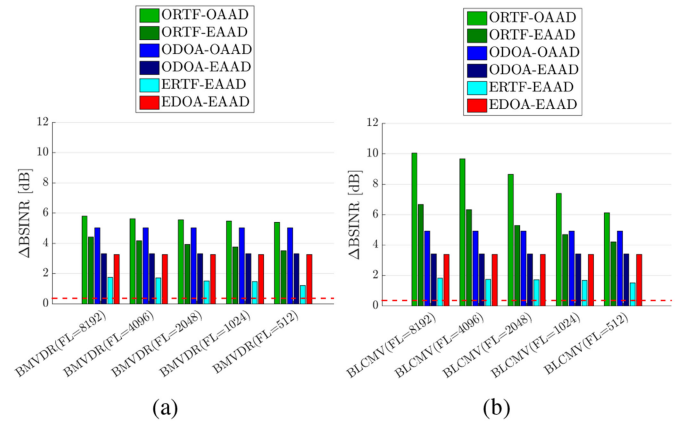 ORTF-OAAD
ORTF-EAAD
ODOA-OAAD
ODOA-EAAD
ERTF-EAAD
EDOA-EAAD
12
10
8
6
4
2
0
ΔBSINR [dB]
BMVDR(FL=8192)
BMVDR(FL=4096)
BMVDR(FL=2048)
BMVDR(FL=1024)
BMVDR(FL=512)
(a)
ORTF-OAAD
ORTF-EAAD
ODOA-OAAD
ODOA-EAAD
ERTF-EAAD
EDOA-EAAD
12
10
8
6
4
2
0
ΔBSINR [dB]
BLCMV(FL=8192)
BLCMV(FL=4096)
BLCMV(FL=2048)
BLCMV(FL=1024)
BLCMV(FL=512)
(b)